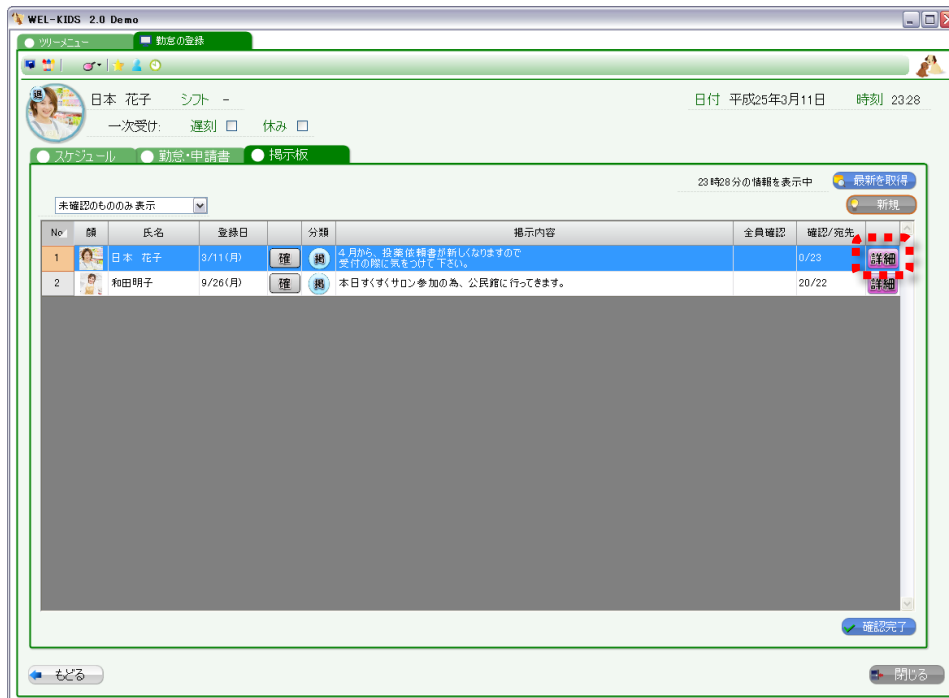 WEL-KIDS 2.0 Demo
ツリーメニュー 勤怠の登録
退
日本 花子 シフト - 日付 平成25年3月11日 時刻 23:28
一次受け: 遅刻 休み
スケジュール 勤怠・申請書 掲示板
23時28分の情報を表示中 最新を取得
未確認のもののみ表示 新規
No 顔 氏名 登録日 分類 掲示内容 全員確認 確認/宛先
1 日本 花子 3/11(月) 確 掲 4月から、投薬依頼書が新しくなりますので 0/23 詳細
受付の際に気をつけて下さい。
2 和田明子 9/26(月) 確 掲 本日すくすくサロン参加の為、公民館に行ってきます。 20/22 詳細
確認完了
もどる 閉じる